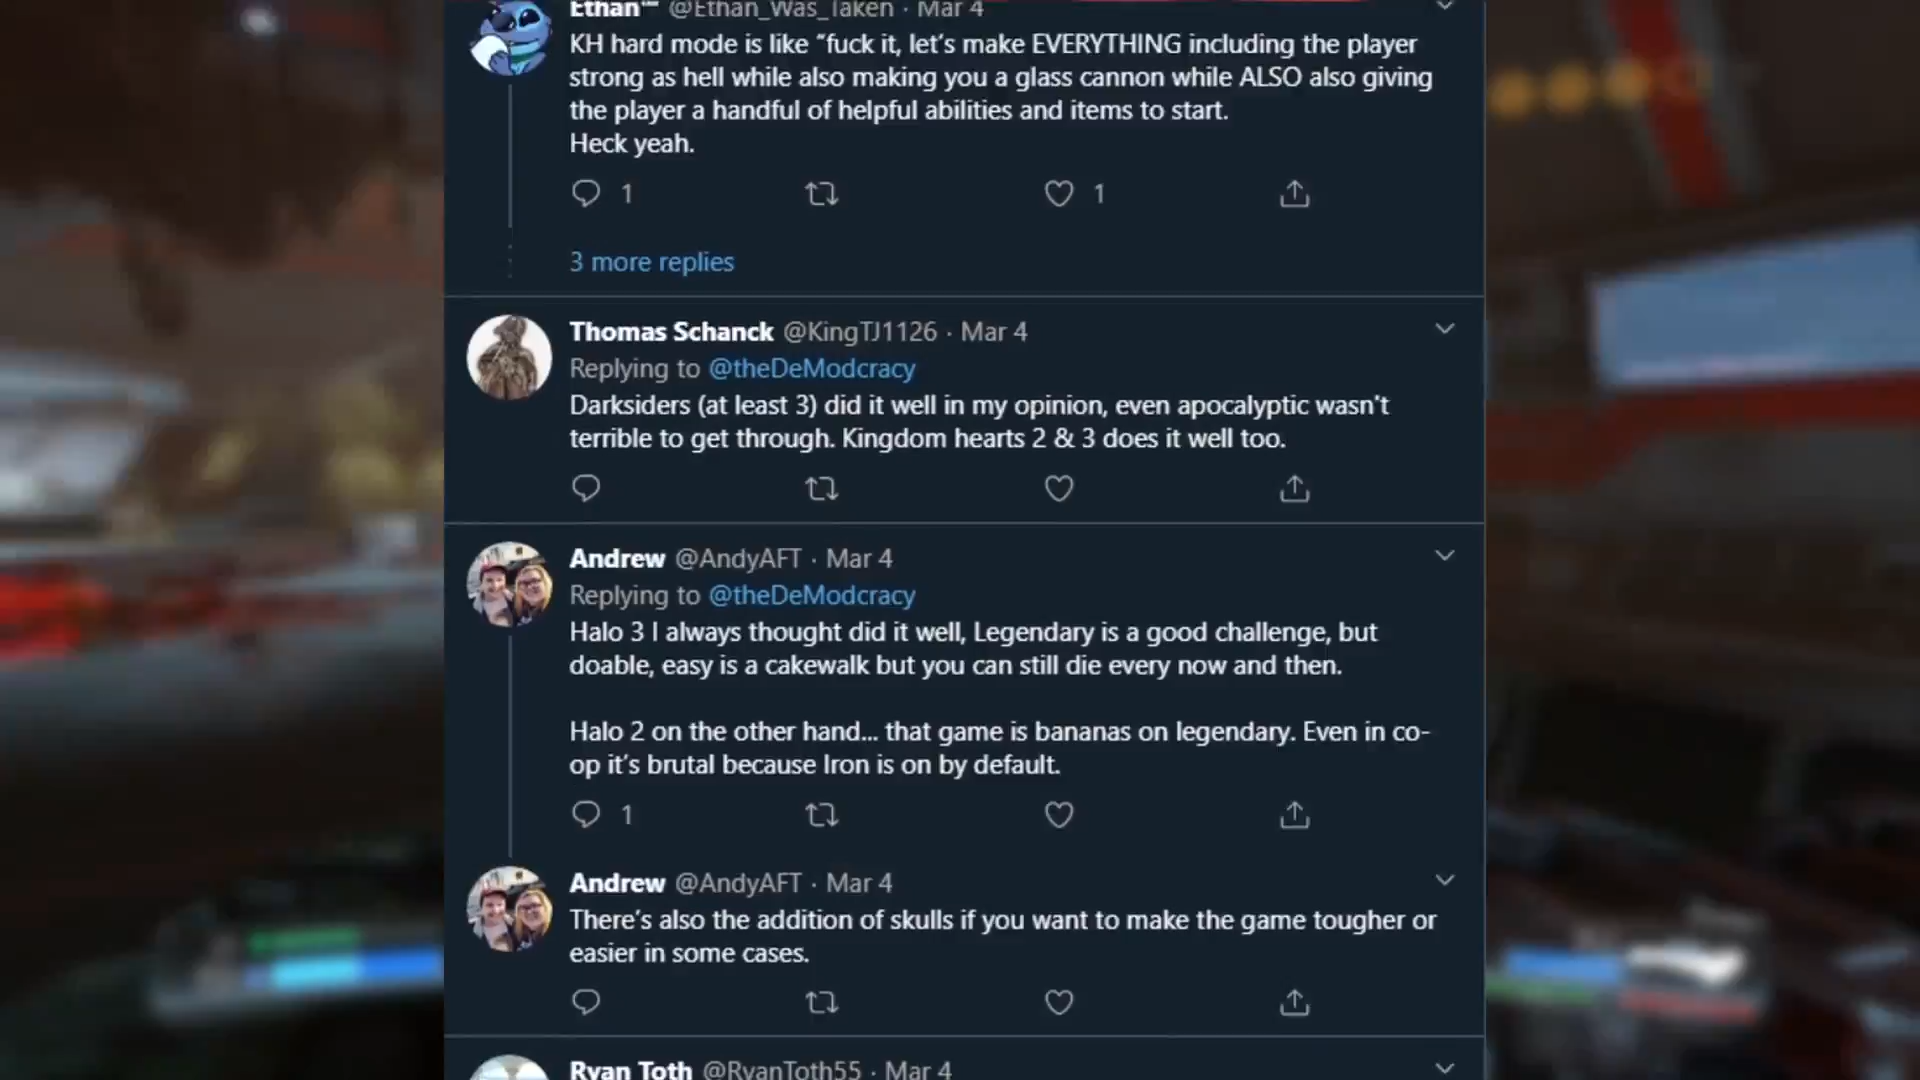 Ethan™ @Ethan_Was_Taken · Mar 4
KH hard mode is like “fuck it, let’s make EVERYTHING including the player
strong as hell while also making you a glass cannon while ALSO also giving
the player a handful of helpful abilities and items to start.
Heck yeah.
1 1
3 more replies
Thomas Schanck @KingTJ1126 · Mar 4
Replying to @theDeModcracy
Darksiders (at least 3) did it well in my opinion, even apocalyptic wasn't
terrible to get through. Kingdom hearts 2 & 3 does it well too.
Andrew @AndyAFT · Mar 4
Replying to @theDeModcracy
Halo 3 I always thought did it well, Legendary is a good challenge, but
doable, easy is a cakewalk but you can still die every now and then.
Halo 2 on the other hand... that game is bananas on legendary. Even in co-
op it’s brutal because Iron is on by default.
1
Andrew @AndyAFT · Mar 4
There’s also the addition of skulls if you want to make the game tougher or
easier in some cases.
Ryan Toth @RyanToth55 · Mar 4